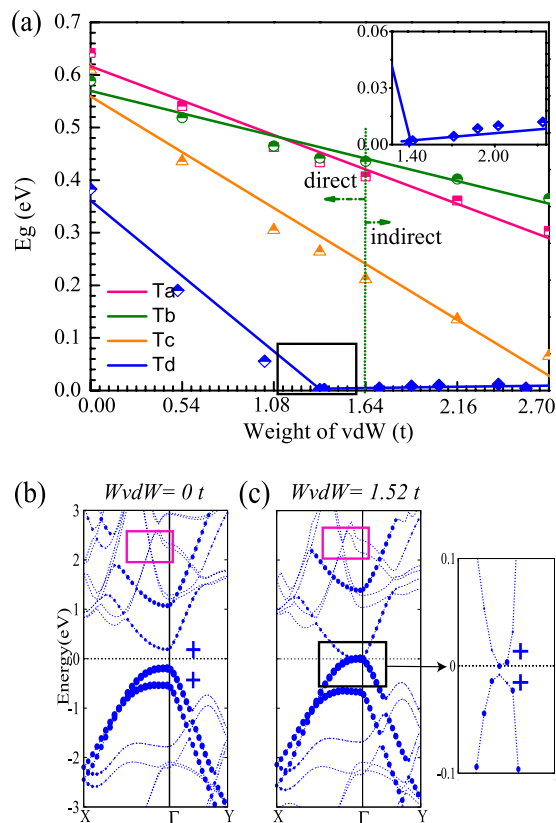 (a)
Eg (eV)
0.7
0.6
0.5
0.4
0.3
0.2
0.1
0.0
0.06
0.03
0.00
1.40
2.00
direct
indirect
Ta
Tb
Tc
Td
0.00
0.54
1.08
1.64
2.16
2.70
Weight of vdW (t)
(b) WvdW= 0 t
(c) WvdW= 1.52 t
Energy(eV)
3
2
1
0
-1
-2
-3
+
+
X Γ Y
X Γ Y
0.1
0
-0.1
+
+